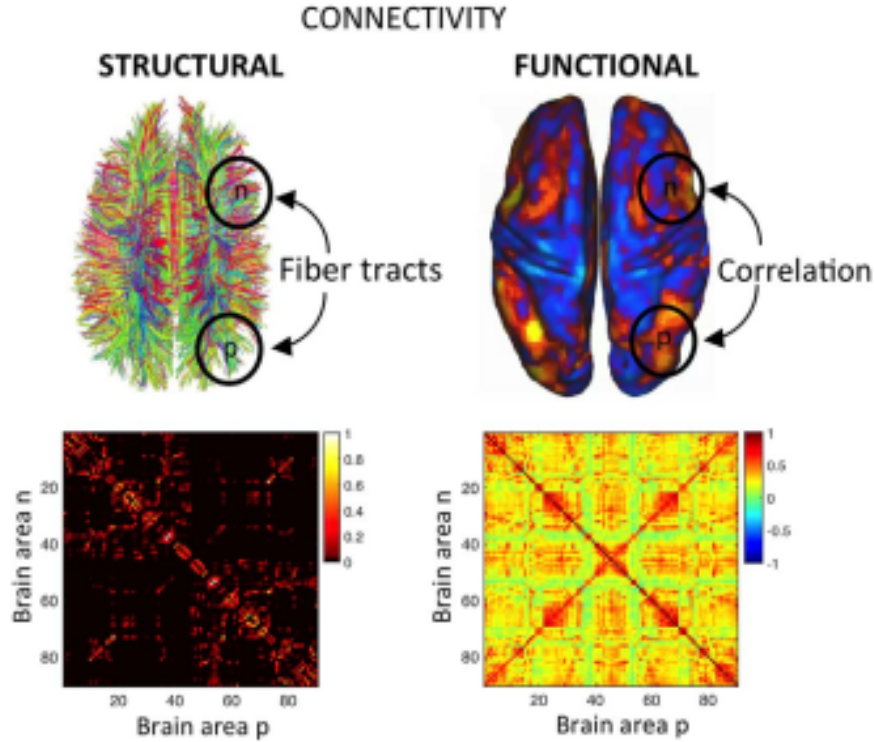 CONNECTIVITY
STRUCTURAL
FUNCTIONAL
n
n
Fiber tracts
Correlation
p
p
1
0.8
0.6
0.4
0.2
0
1
0.5
0
-0.5
-1
Brain area n
20
40
60
80
Brain area n
20
40
60
80
20 40 60 80
20 40 60 80
Brain area p
Brain area p